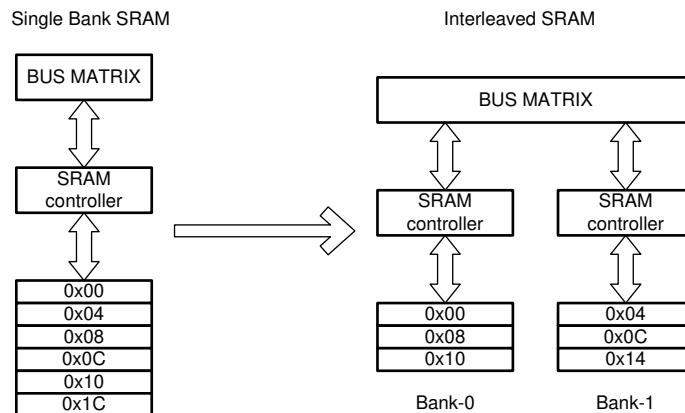 Single Bank SRAM
BUS MATRIX
SRAM
controller
0x00
0x04
0x08
0x0C
0x10
0x1C
Interleaved SRAM
BUS MATRIX
SRAM
controller
SRAM
controller
0x00
0x08
0x10
0x04
0x0C
0x14
Bank-0
Bank-1